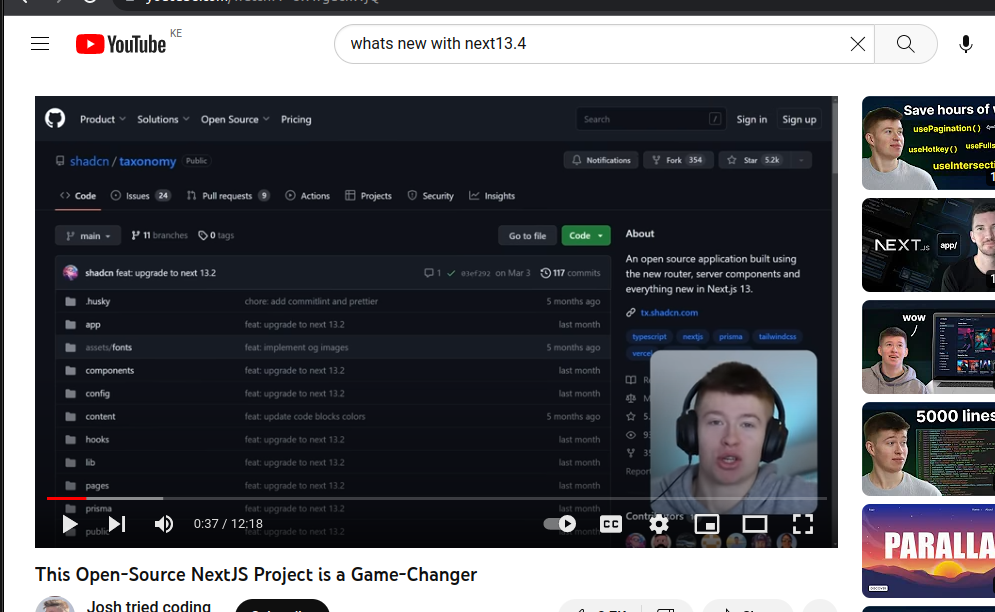 YouTube KE
whats new with next13.4
Product Solutions Open Source Pricing
Search /
Sign in Sign up
shadcn / taxonomy Public
Notifications Fork 354 Star 5.2k
Code Issues 24 Pull requests 9 Actions Projects Security Insights
main 11 branches 0 tags Go to file Code
shadcn feat: upgrade to next 13.2 1 03ef292 on Mar 3 117 commits
.husky chore: add commitlint and prettier 5 months ago
app feat: upgrade to next 13.2 last month
assets/fonts feat: implement og images 5 months ago
components feat: upgrade to next 13.2 last month
config feat: upgrade to next 13.2 last month
content feat: update code blocks colors 5 months ago
hooks feat: upgrade to next 13.2 last month
lib feat: upgrade to next 13.2 last month
pages feat: upgrade to next 13.2 last month
prisma feat: upgrade to next 13.2 last month
public
About
An open source application built using
the new router, server components and
everything new in Next.js 13.
tx.shadcn.com
typescript nextjs prisma tailwindcss
0:37 / 12:18
CC
This Open-Source NextJS Project is a Game-Changer
Josh tried coding
Save hours of
usePagination()
useHotkey()
NEXT.JS app/
wow
5000 lines
DISCOVER